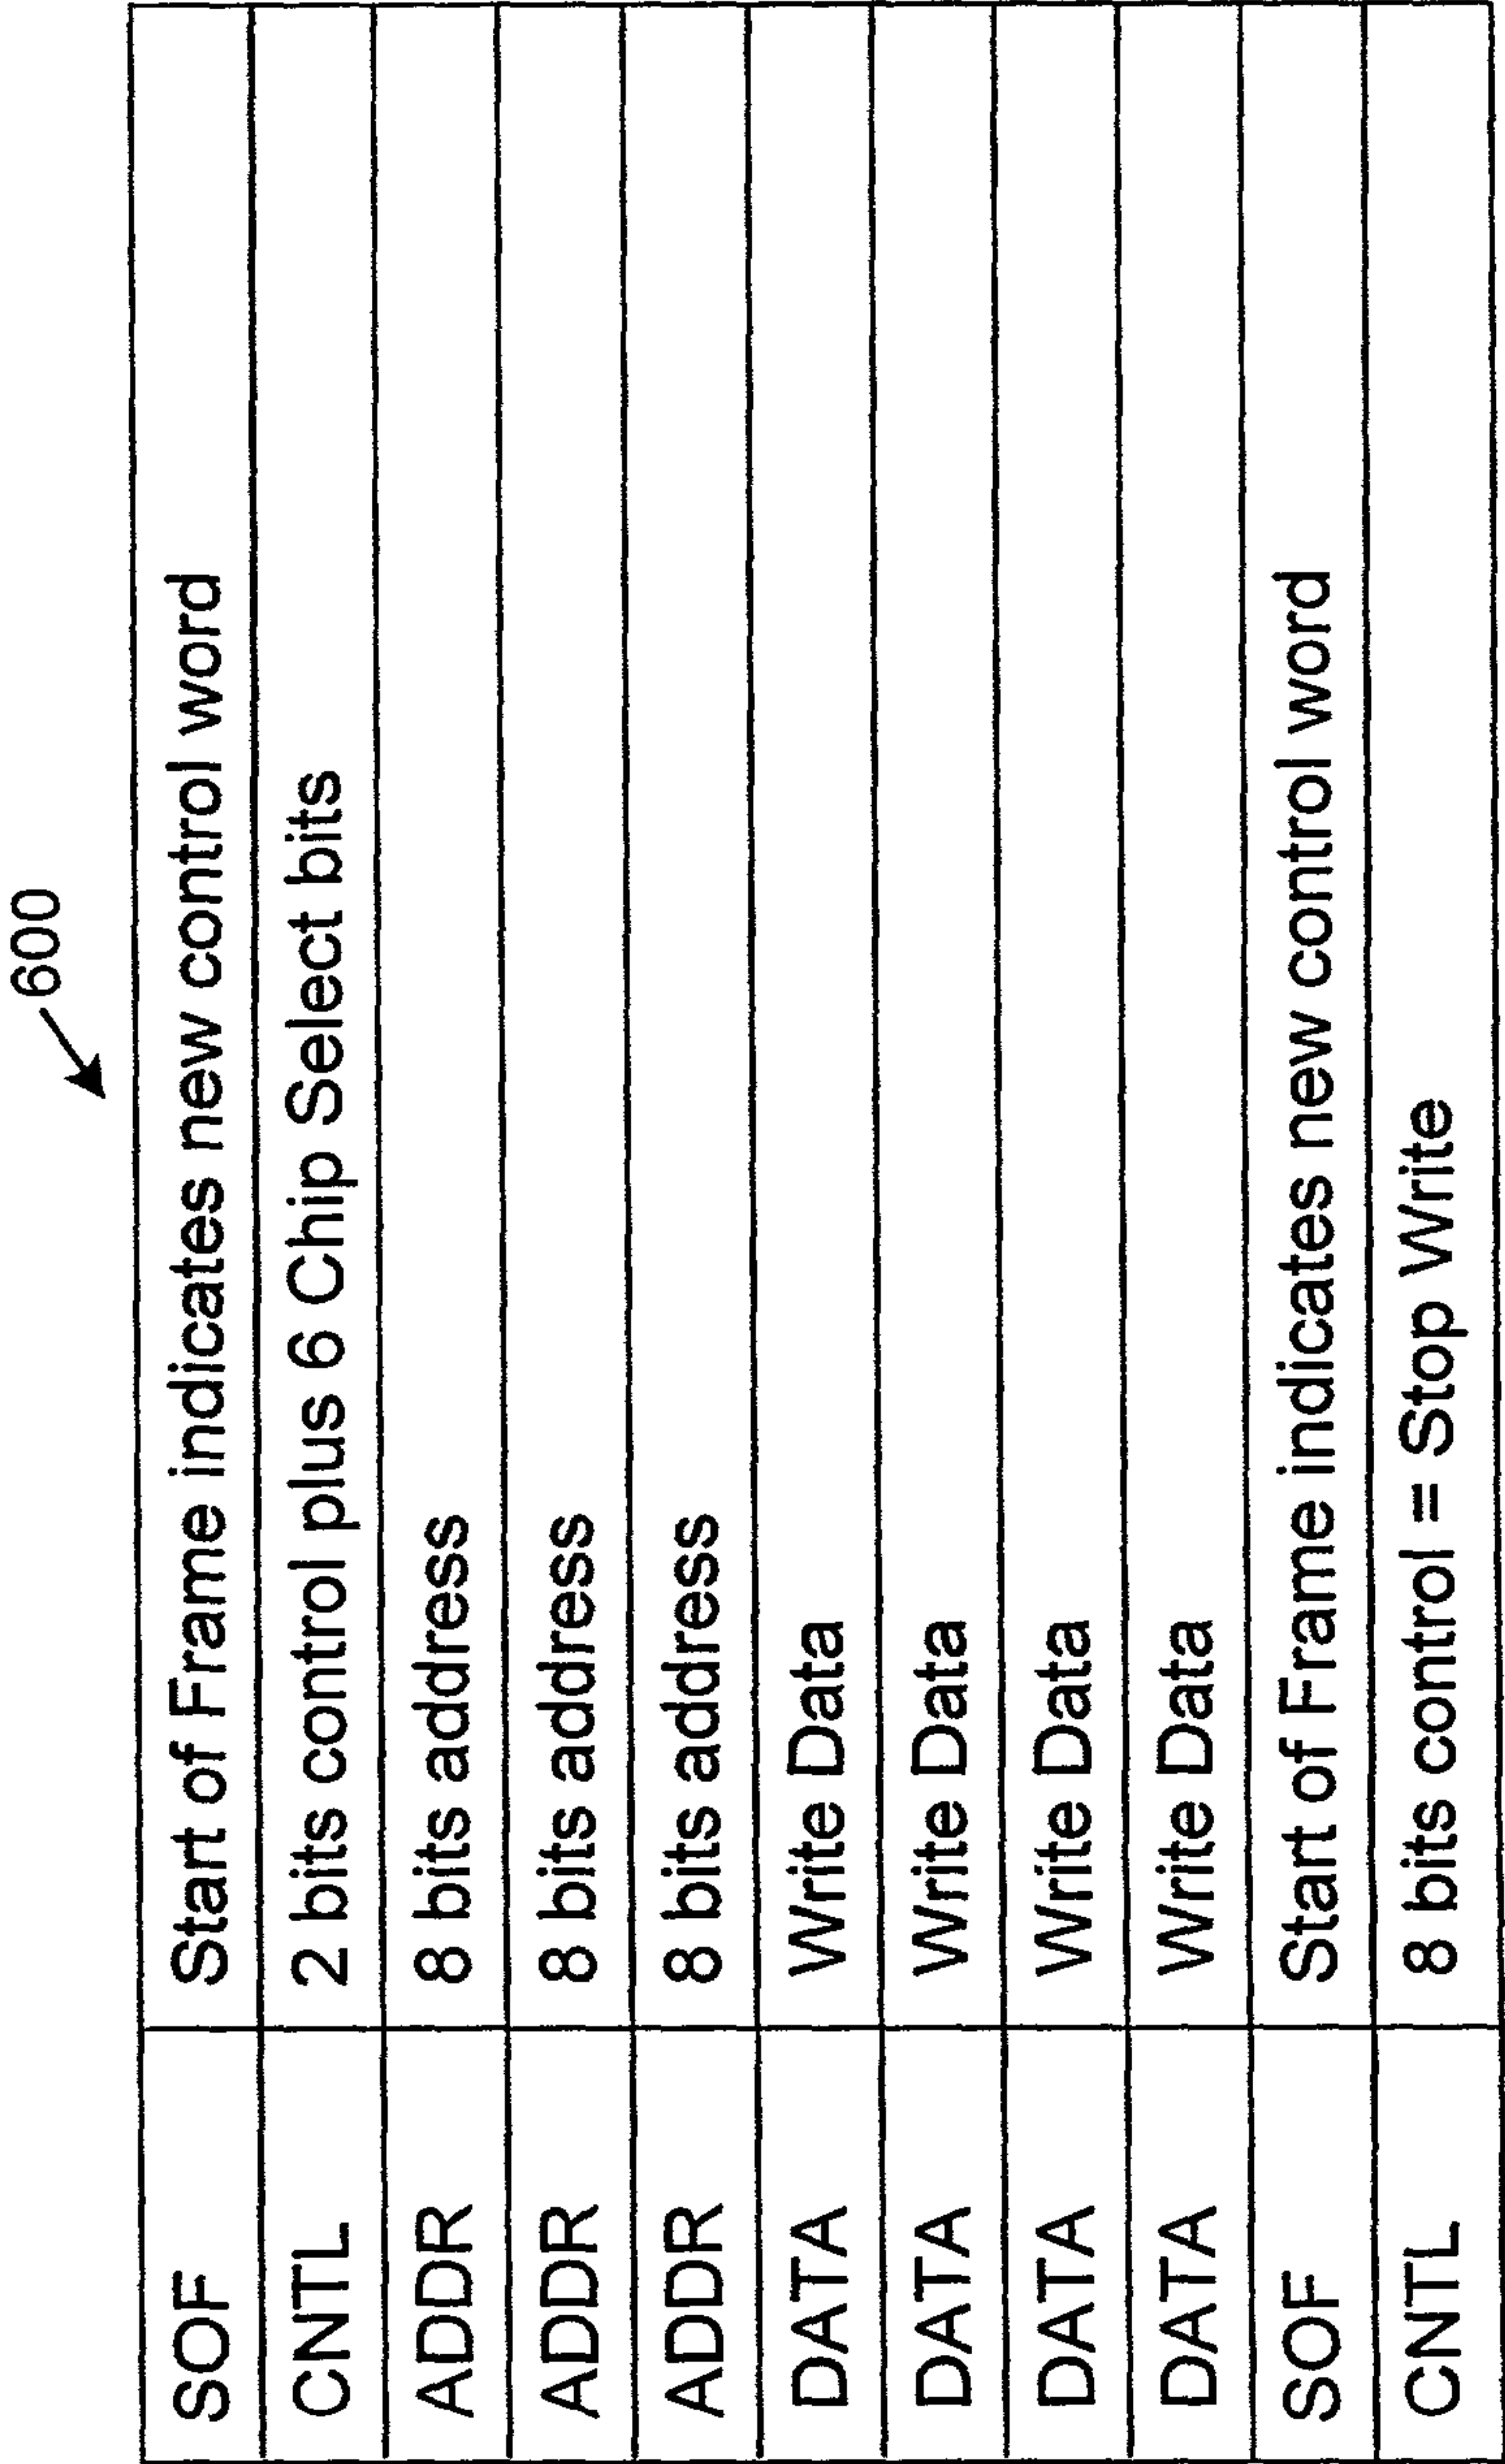 600
SOF Start of Frame indicates new control word
CNTL 2 bits control plus 6 Chip Select bits
ADDR 8 bits address
ADDR 8 bits address
ADDR 8 bits address
DATA Write Data
DATA Write Data
DATA Write Data
DATA Write Data
SOF Start of Frame indicates new control word
CNTL 8 bits control = Stop Write